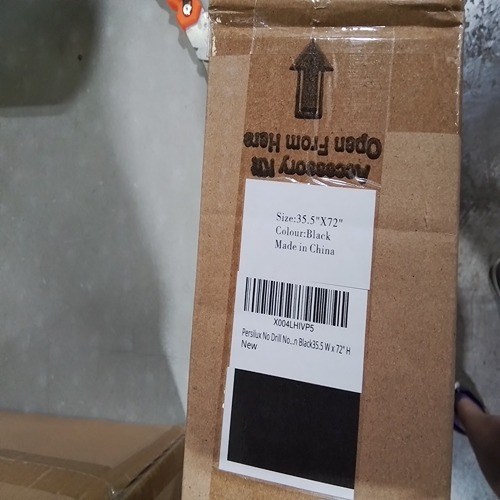 Accessory Kit
Open From Here
Size:35.5"X72"
Colour:Black
Made in China
X004LHIVP5
Persilux No Drill No...n Black35.5 W x 72" H
New